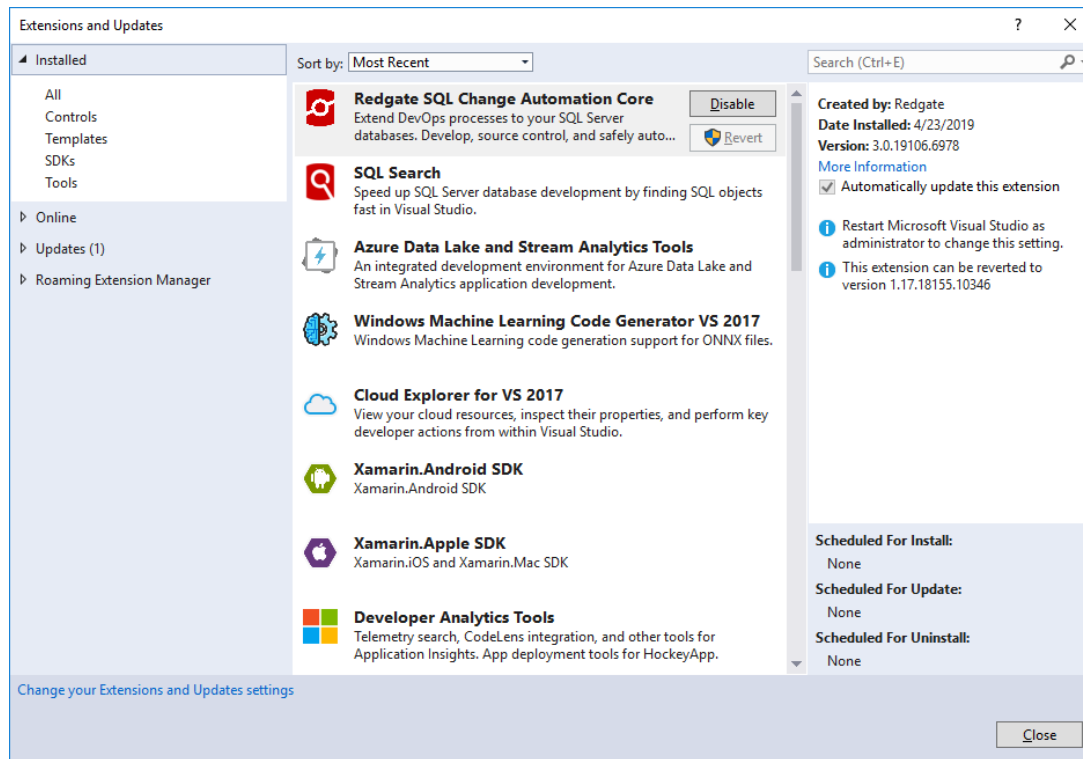 Extensions and Updates
?
Installed
Sort by: Most Recent
Search (Ctrl+E)
All
Controls
Templates
SDKs
Tools
Online
Updates (1)
Roaming Extension Manager
Redgate SQL Change Automation Core
Extend DevOps processes to your SQL Server
databases. Develop, source control, and safely auto...
Disable
Revert
SQL Search
Speed up SQL Server database development by finding SQL objects
fast in Visual Studio.
Azure Data Lake and Stream Analytics Tools
An integrated development environment for Azure Data Lake and
Stream Analytics application development.
Windows Machine Learning Code Generator VS 2017
Windows Machine Learning code generation support for ONNX files.
Cloud Explorer for VS 2017
View your cloud resources, inspect their properties, and perform key
developer actions from within Visual Studio.
Xamarin.Android SDK
Xamarin.Android SDK
Xamarin.Apple SDK
Xamarin.iOS and Xamarin.Mac SDK
Developer Analytics Tools
Telemetry search, CodeLens integration, and other tools for
Application Insights. App deployment tools for HockeyApp.
Created by: Redgate
Date Installed: 4/23/2019
Version: 3.0.19106.6978
More Information
Automatically update this extension
Restart Microsoft Visual Studio as
administrator to change this setting.
This extension can be reverted to
version 1.17.18155.10346
Scheduled For Install:
None
Scheduled For Update:
None
Scheduled For Uninstall:
None
Change your Extensions and Updates settings
Close